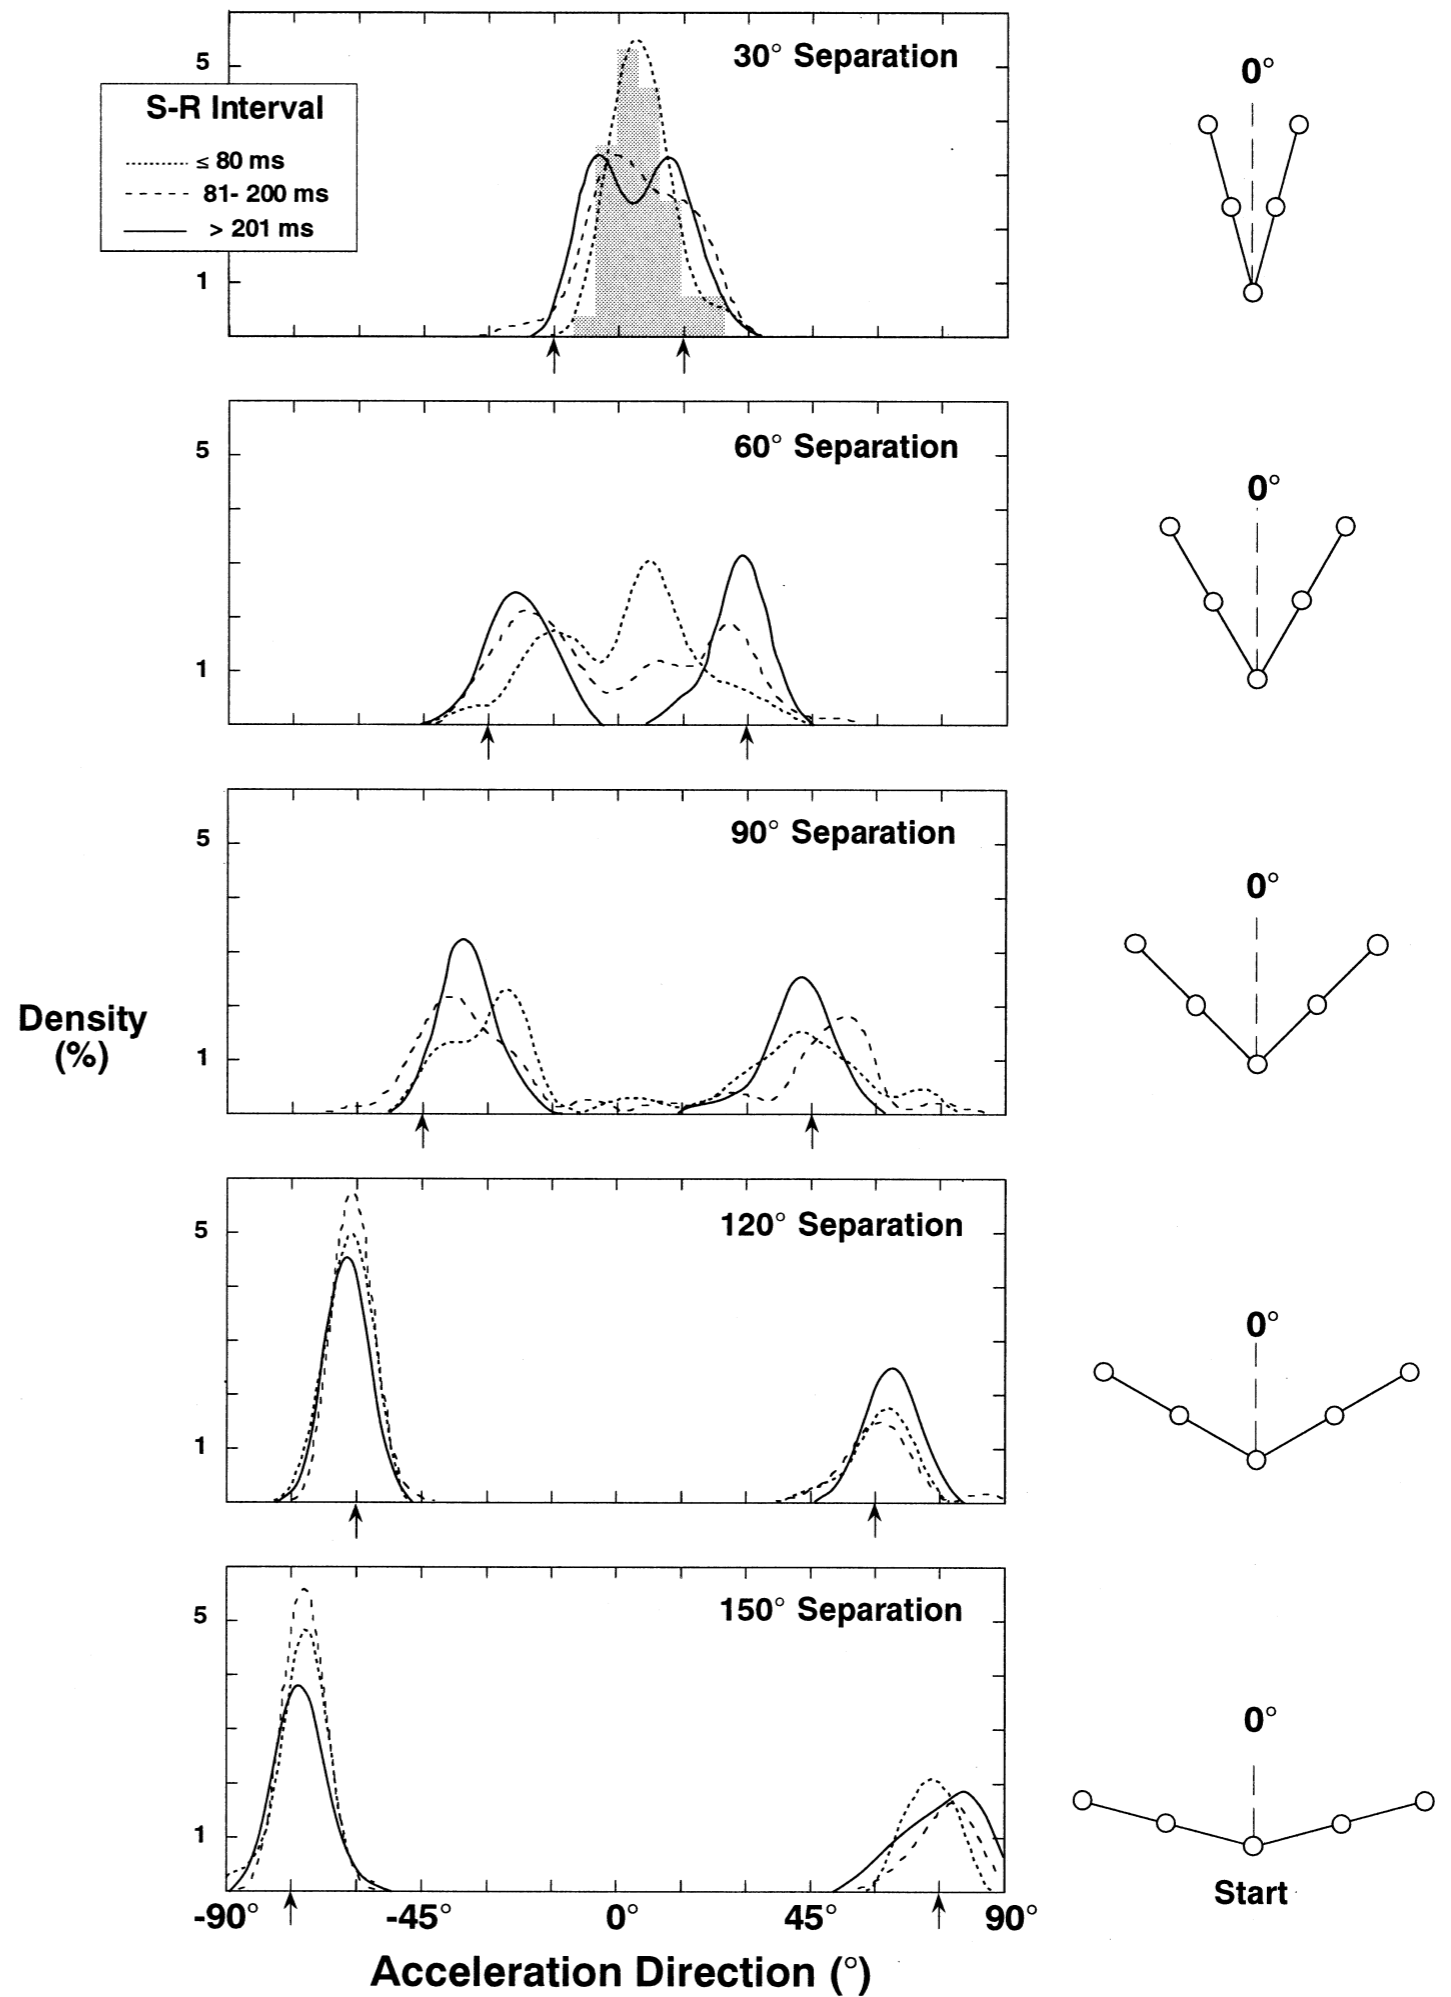 30° Separation
0°
5
1
S-R Interval
≤ 80 ms
81- 200 ms
> 201 ms
60° Separation
0°
5
1
90° Separation
0°
5
1
Density
(%)
120° Separation
0°
5
1
150° Separation
0°
5
1
Start
-90°
-45°
0°
45°
90°
Acceleration Direction (°)